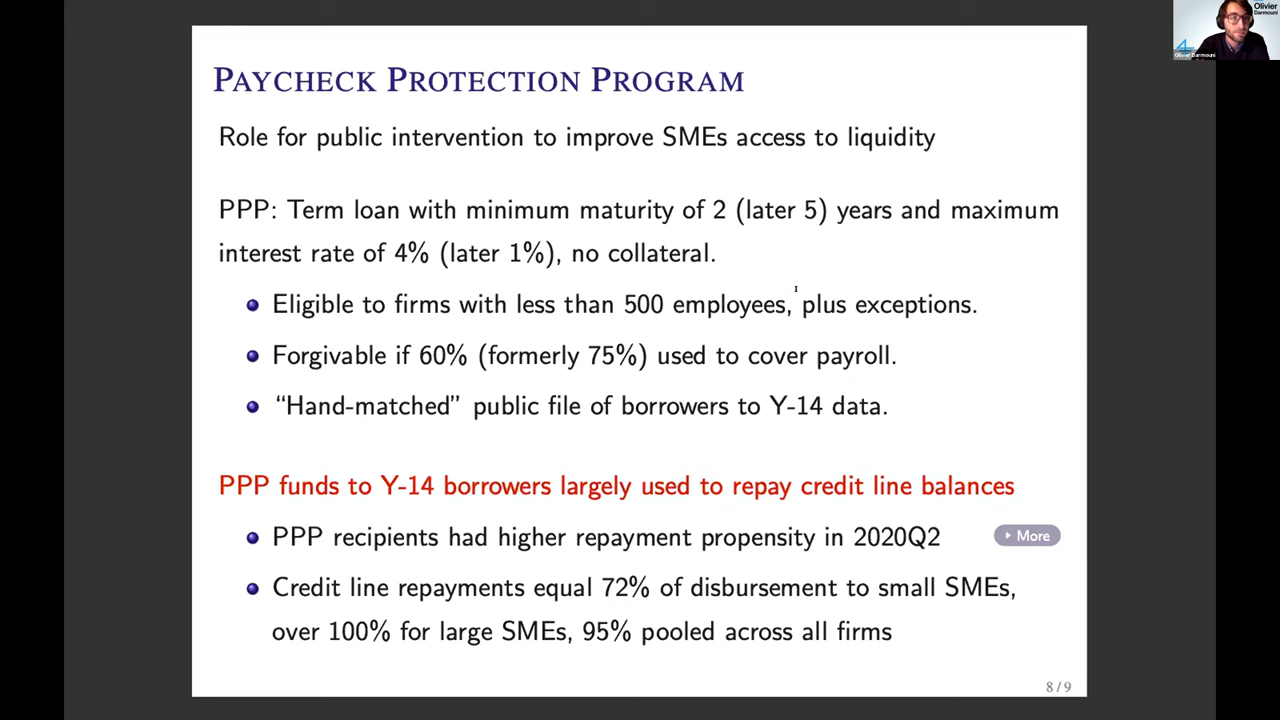 Olivier
Darmouni
Olivier Darmouni
PAYCHECK PROTECTION PROGRAM
Role for public intervention to improve SMEs access to liquidity
PPP: Term loan with minimum maturity of 2 (later 5) years and maximum
interest rate of 4% (later 1%), no collateral.
Eligible to firms with less than 500 employees, plus exceptions.
Forgivable if 60% (formerly 75%) used to cover payroll.
“Hand-matched” public file of borrowers to Y-14 data.
PPP funds to Y-14 borrowers largely used to repay credit line balances
PPP recipients had higher repayment propensity in 2020Q2
More
Credit line repayments equal 72% of disbursement to small SMEs,
over 100% for large SMEs, 95% pooled across all firms
8/9